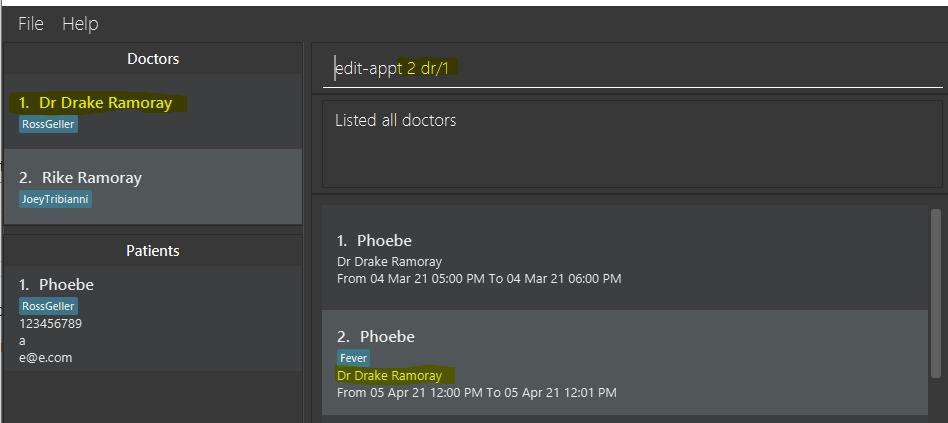 File Help
Doctors
1. Dr Drake Ramoray
RossGeller
2. Rike Ramoray
JoeyTribianni
Patients
1. Phoebe
RossGeller
123456789
a
e@e.com
edit-appt 2 dr/1
Listed all doctors
1. Phoebe
Dr Drake Ramoray
From 04 Mar 21 05:00 PM To 04 Mar 21 06:00 PM
2. Phoebe
Fever
Dr Drake Ramoray
From 05 Apr 21 12:00 PM To 05 Apr 21 12:01 PM